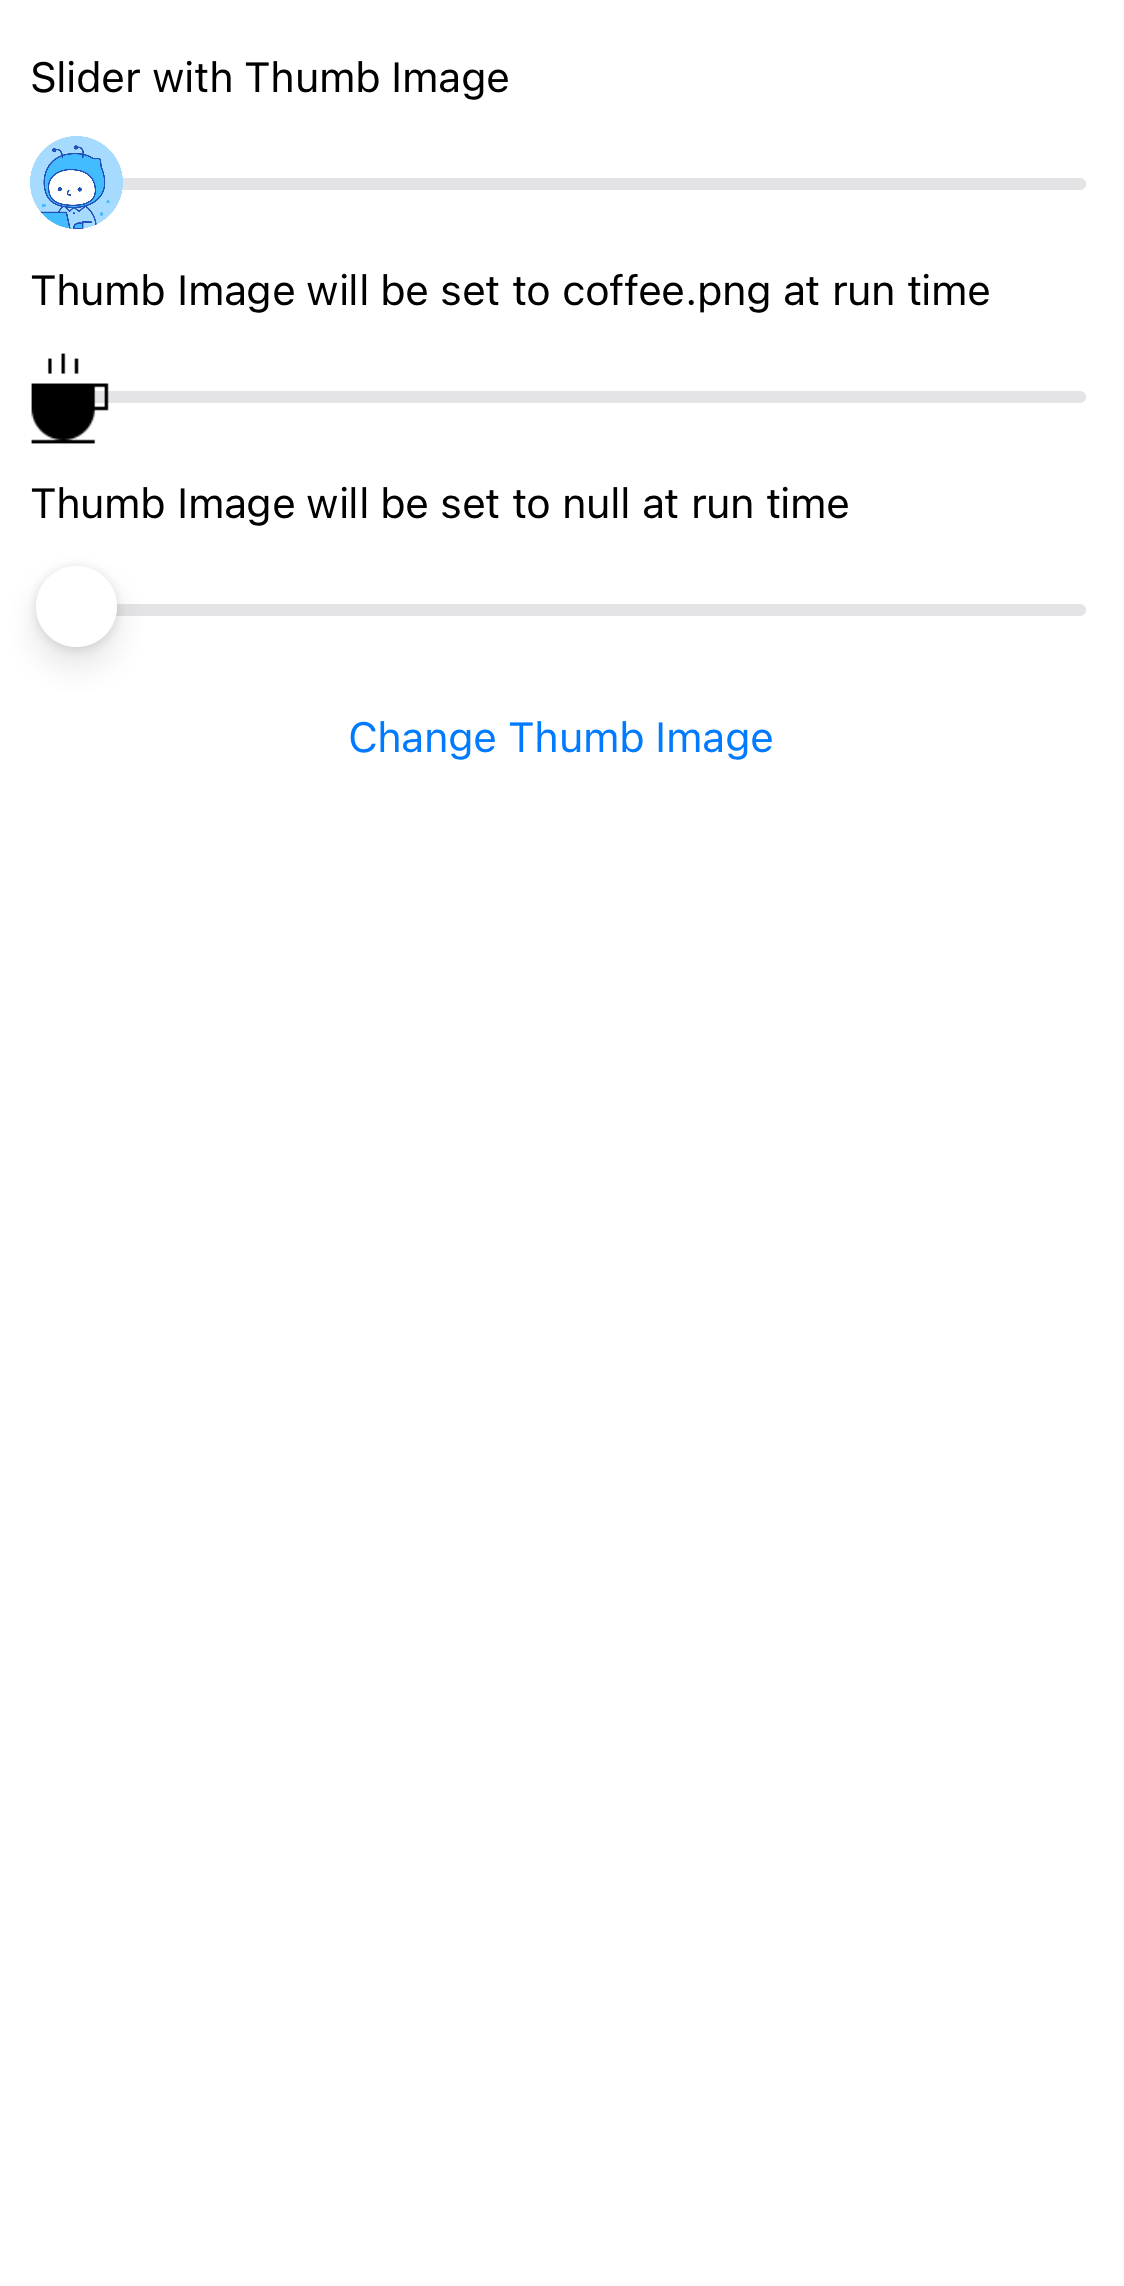 Slider with Thumb Image
Thumb Image will be set to coffee.png at run time
Thumb Image will be set to null at run time
Change Thumb Image